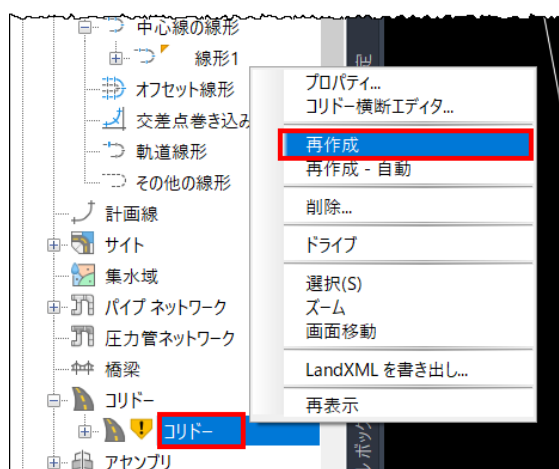 中心線の線形
線形1
オフセット線形
交差点巻き込み
軌道線形
その他の線形
計画線
サイト
集水域
パイプ ネットワーク
圧力管ネットワーク
橋梁
コリドー
コリドー
アセンブリ
プロパティ...
コリドー横断エディタ...
再作成
再作成 - 自動
削除...
ドライブ
選択(S)
ズーム
画面移動
LandXML を書き出し...
再表示
定
ルボック